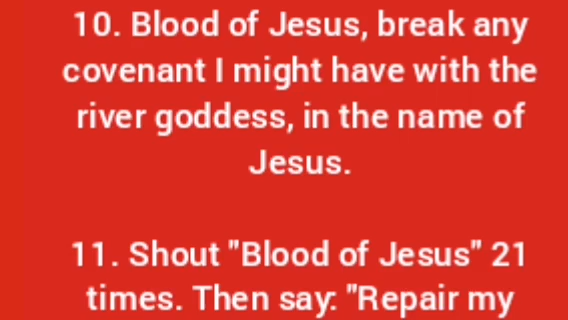 10. Blood of Jesus, break any
covenant I might have with the
river goddess, in the name of
Jesus.
11. Shout "Blood of Jesus" 21
times. Then say: "Repair my